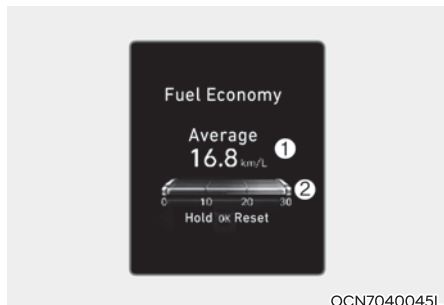 Fuel Economy
Average
16.8 km/L ①
②
0 10 20 30
Hold OK Reset
OCN7040045L